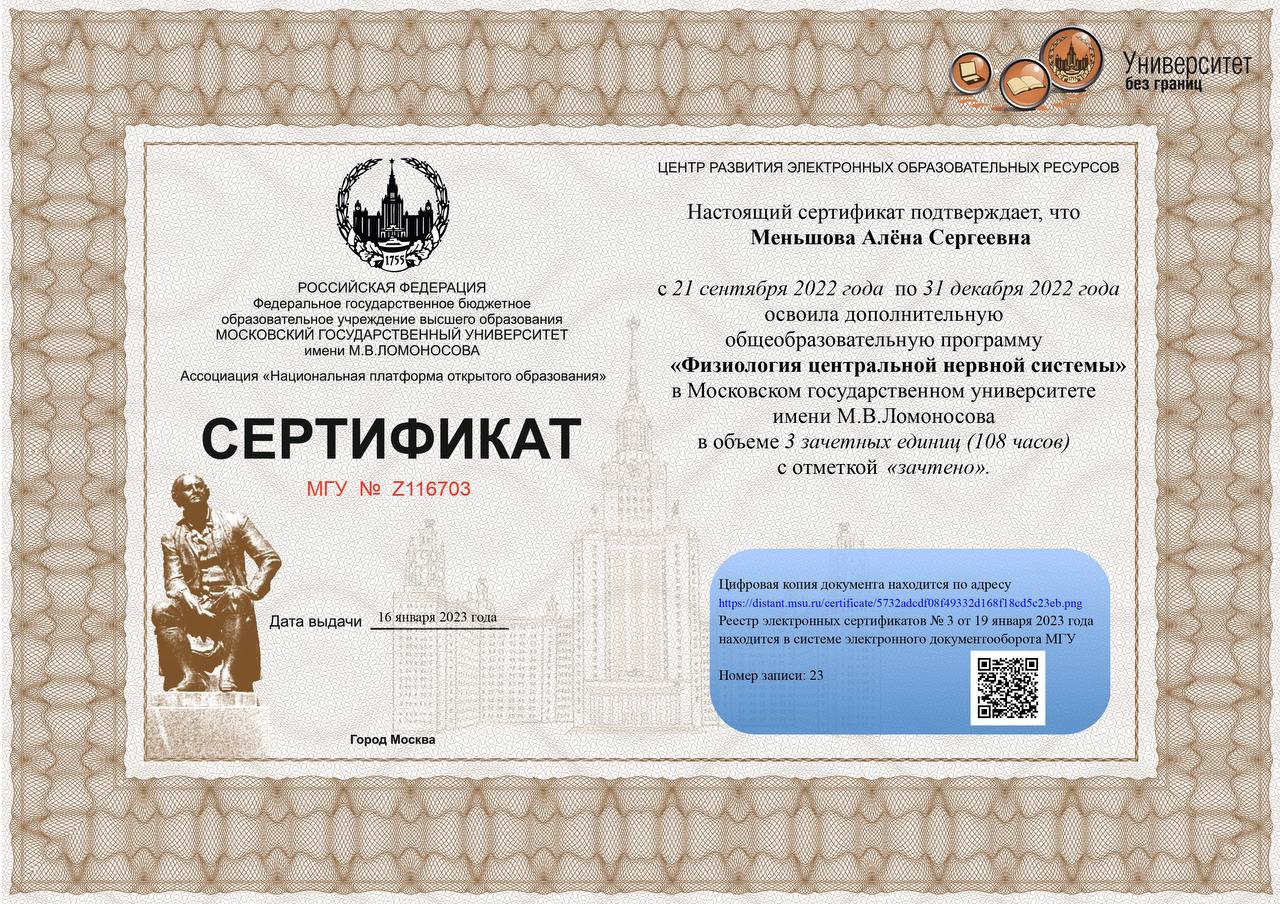 Университет
без границ
1755
РОССИЙСКАЯ ФЕДЕРАЦИЯ
Федеральное государственное бюджетное
образовательное учреждение высшего образования
МОСКОВСКИЙ ГОСУДАРСТВЕННЫЙ УНИВЕРСИТЕТ
имени М.В.ЛОМОНОСОВА
Ассоциация «Национальная платформа открытого образования»
СЕРТИФИКАТ
МГУ № Z116703
Дата выдачи 16 января 2023 года
Город Москва
ЦЕНТР РАЗВИТИЯ ЭЛЕКТРОННЫХ ОБРАЗОВАТЕЛЬНЫХ РЕСУРСОВ
Настоящий сертификат подтверждает, что
Меньшова Алёна Сергеевна
с 21 сентября 2022 года по 31 декабря 2022 года
освоила дополнительную
общеобразовательную программу
«Физиология центральной нервной системы»
в Московском государственном университете
имени М.В.Ломоносова
в объеме 3 зачетных единиц (108 часов)
с отметкой «зачтено».
Цифровая копия документа находится по адресу
https://distant.msu.ru/certificate/5732adcdf08f49332d168f18cd5c23eb.png
Реестр электронных сертификатов № 3 от 19 января 2023 года
находится в системе электронного документооборота МГУ
Номер записи: 23